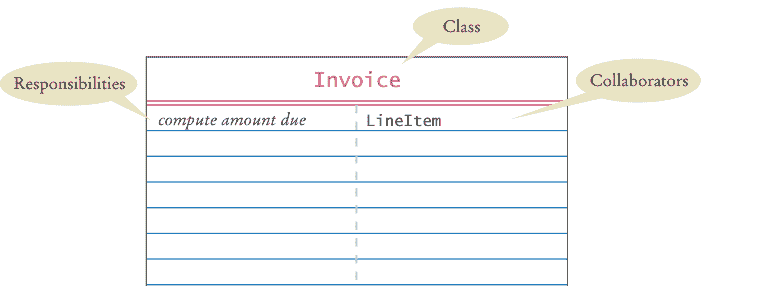 Class
Invoice
Responsibilities
Collaborators
compute amount due
LineItem